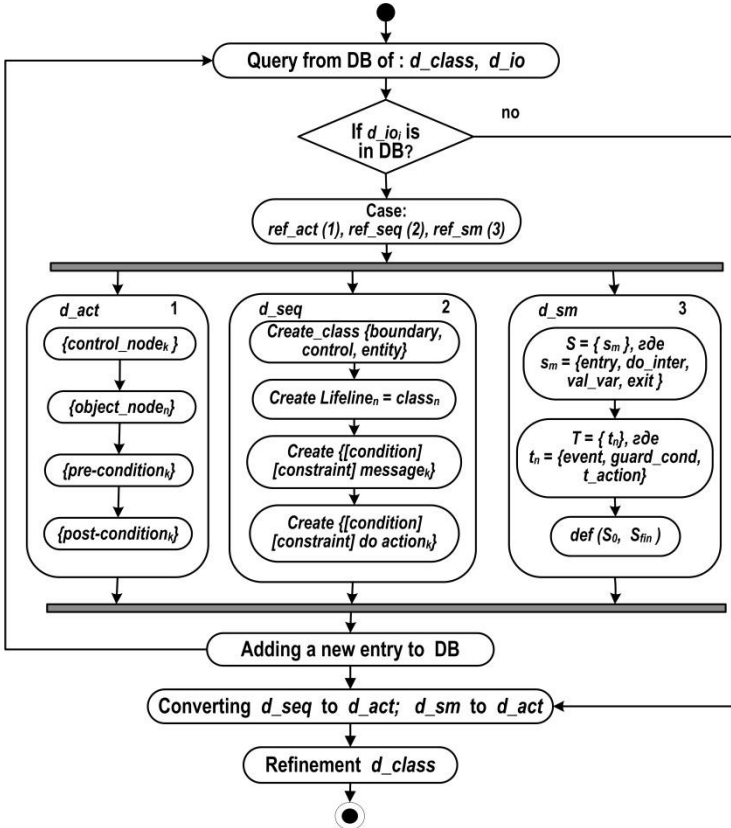 Query from DB of : d_class, d_io
no
If d_ioi is
in DB?
Case:
ref_act (1), ref_seq (2), ref_sm (3)
d_act 1
{control_nodek }
{object_noden}
{pre-conditionk}
{post-conditionk}
d_seq 2
Create_class {boundary,
control, entity}
Create Lifelinen = classn
Create {[condition]
[constraint] messagek}
Create {[condition]
[constraint] do actionk}
d_sm 3
S = { sm }, где
sm = {entry, do_inter,
val_var, exit }
T = { tn}, где
tn = {event, guard_cond,
t_action}
def (S0, Sfin )
Adding a new entry to DB
Converting d_seq to d_act; d_sm to d_act
Refinement d_class